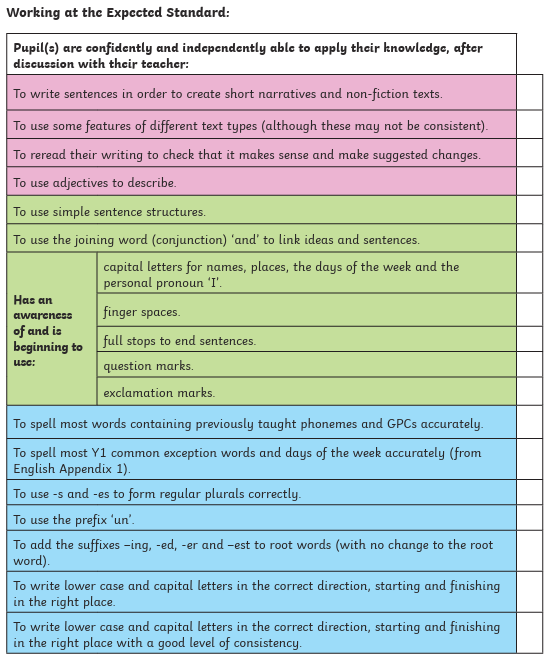 Working at the Expected Standard:
Pupil(s) are confidently and independently able to apply their knowledge, after
discussion with their teacher:
To write sentences in order to create short narratives and non-fiction texts.
To use some features of different text types (although these may not be consistent).
To reread their writing to check that it makes sense and make suggested changes.
To use adjectives to describe.
To use simple sentence structures.
To use the joining word (conjunction) ‘and’ to link ideas and sentences.
Has an
awareness
of and is
beginning to
use:
capital letters for names, places, the days of the week and the
personal pronoun ‘I’.
finger spaces.
full stops to end sentences.
question marks.
exclamation marks.
To spell most words containing previously taught phonemes and GPCs accurately.
To spell most Y1 common exception words and days of the week accurately (from
English Appendix 1).
To use -s and -es to form regular plurals correctly.
To use the prefix ‘un’.
To add the suffixes –ing, -ed, -er and –est to root words (with no change to the root
word).
To write lower case and capital letters in the correct direction, starting and finishing
in the right place.
To write lower case and capital letters in the correct direction, starting and finishing
in the right place with a good level of consistency.